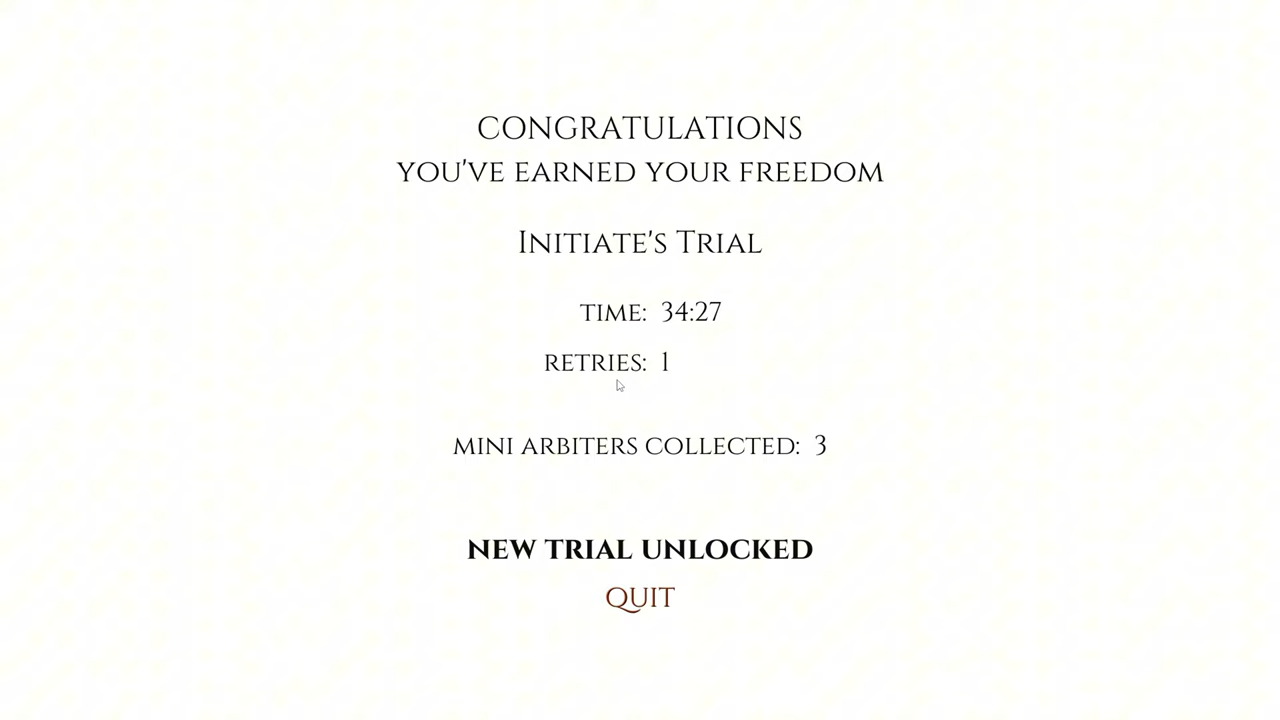 CONGRATULATIONS
YOU'VE EARNED YOUR FREEDOM
INITIATE'S TRIAL
TIME: 34:27
RETRIES: 1
MINI ARBITERS COLLECTED: 3
NEW TRIAL UNLOCKED
QUIT